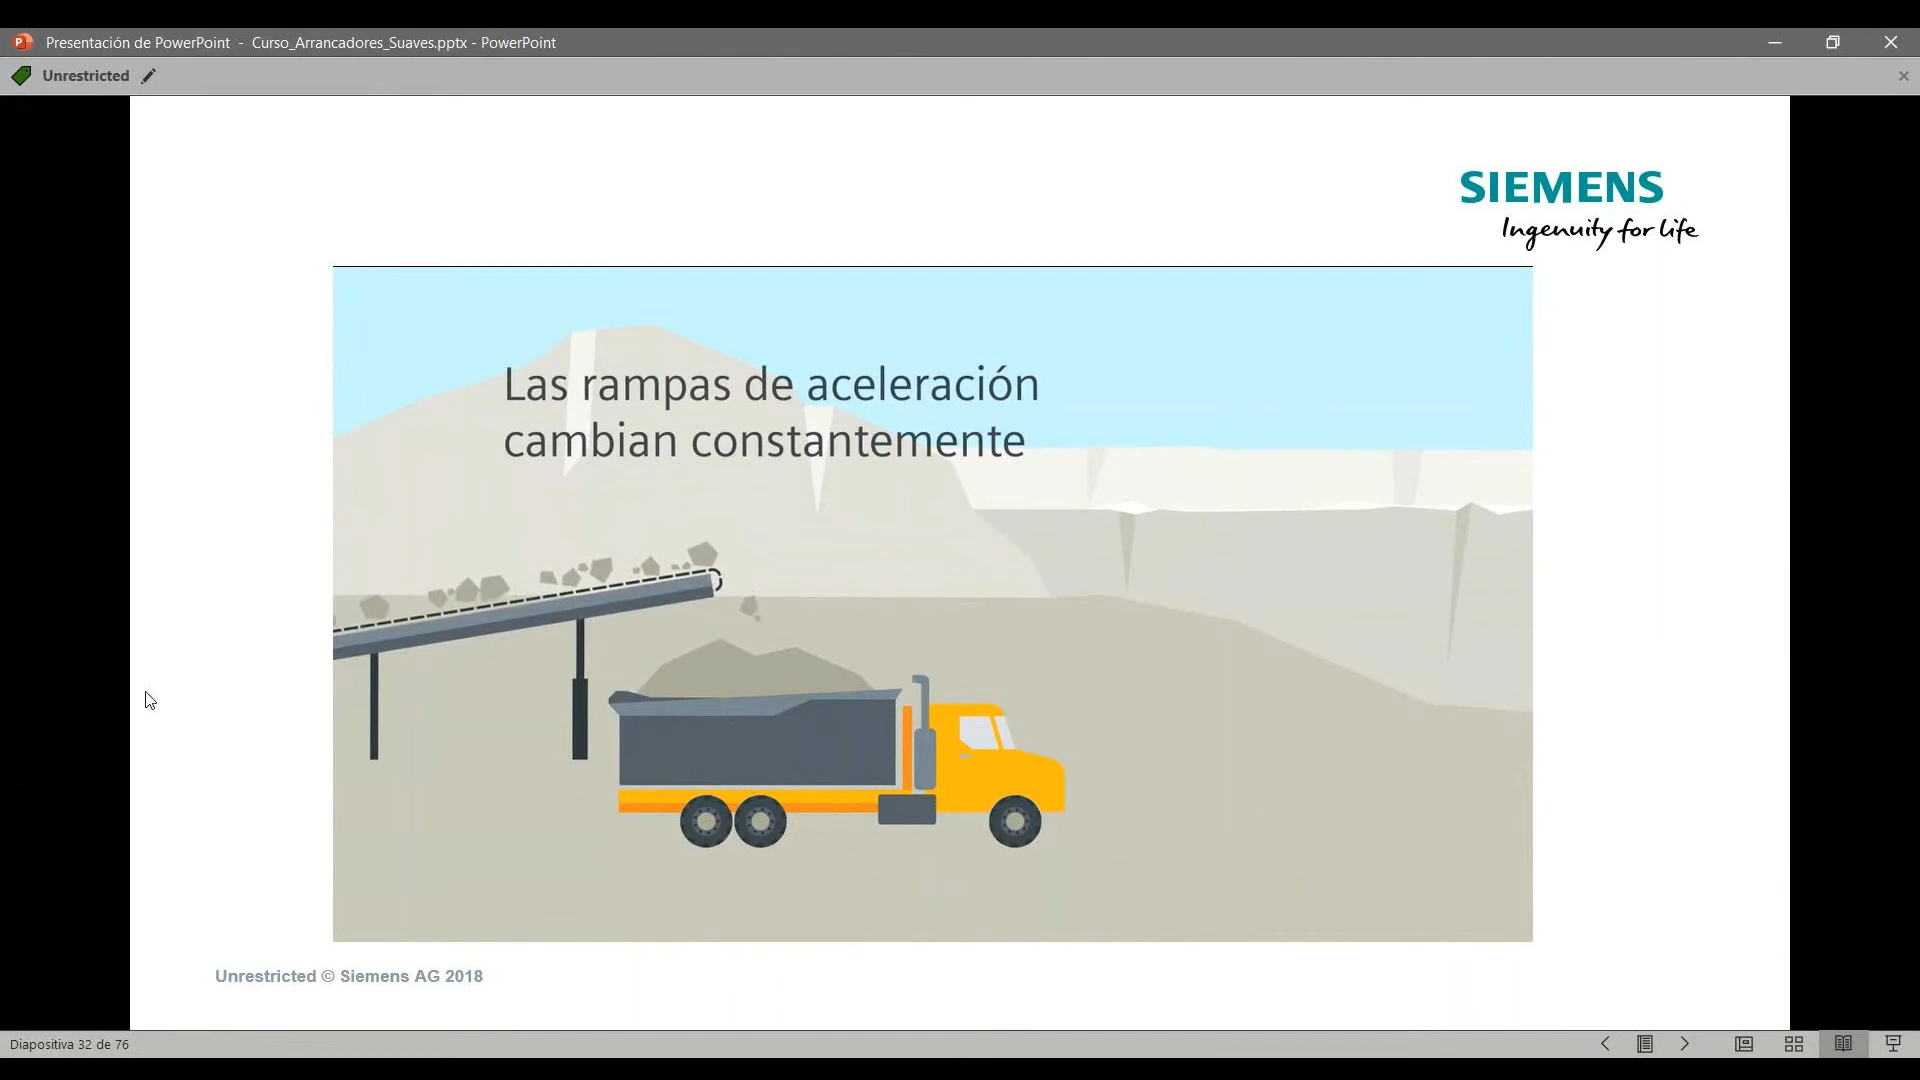 Presentación de PowerPoint - Curso_Arrancadores_Suaves.pptx - PowerPoint
Unrestricted
SIEMENS
Ingenuity for life
Las rampas de aceleración
cambian constantemente
Unrestricted © Siemens AG 2018
Diapositiva 32 de 76